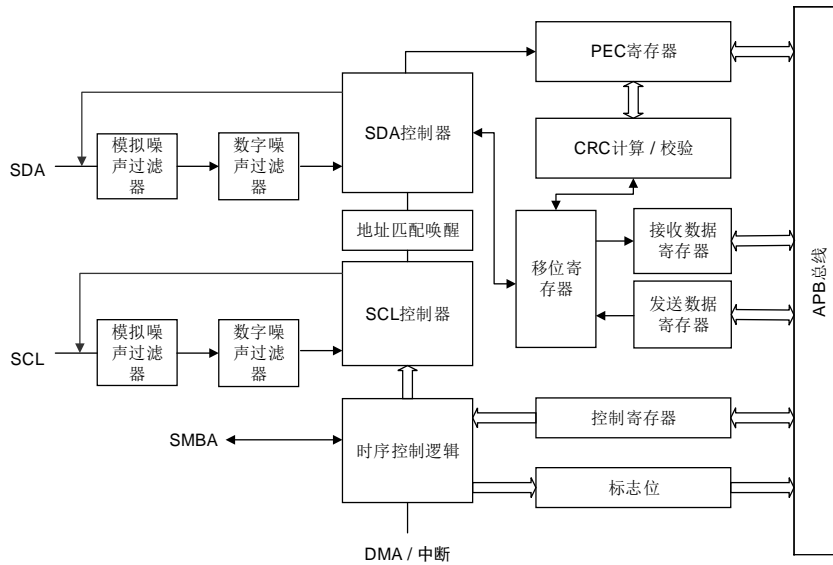 PEC寄存器
SDA控制器
CRC计算 / 校验
SDA
模拟噪
声过滤
器
数字噪
声过滤
器
地址匹配唤醒
移位寄
存器
接收数据
寄存器
发送数据
寄存器
APB总线
SCL控制器
SCL
模拟噪
声过滤
器
数字噪
声过滤
器
SMBA
时序控制逻辑
控制寄存器
标志位
DMA / 中断